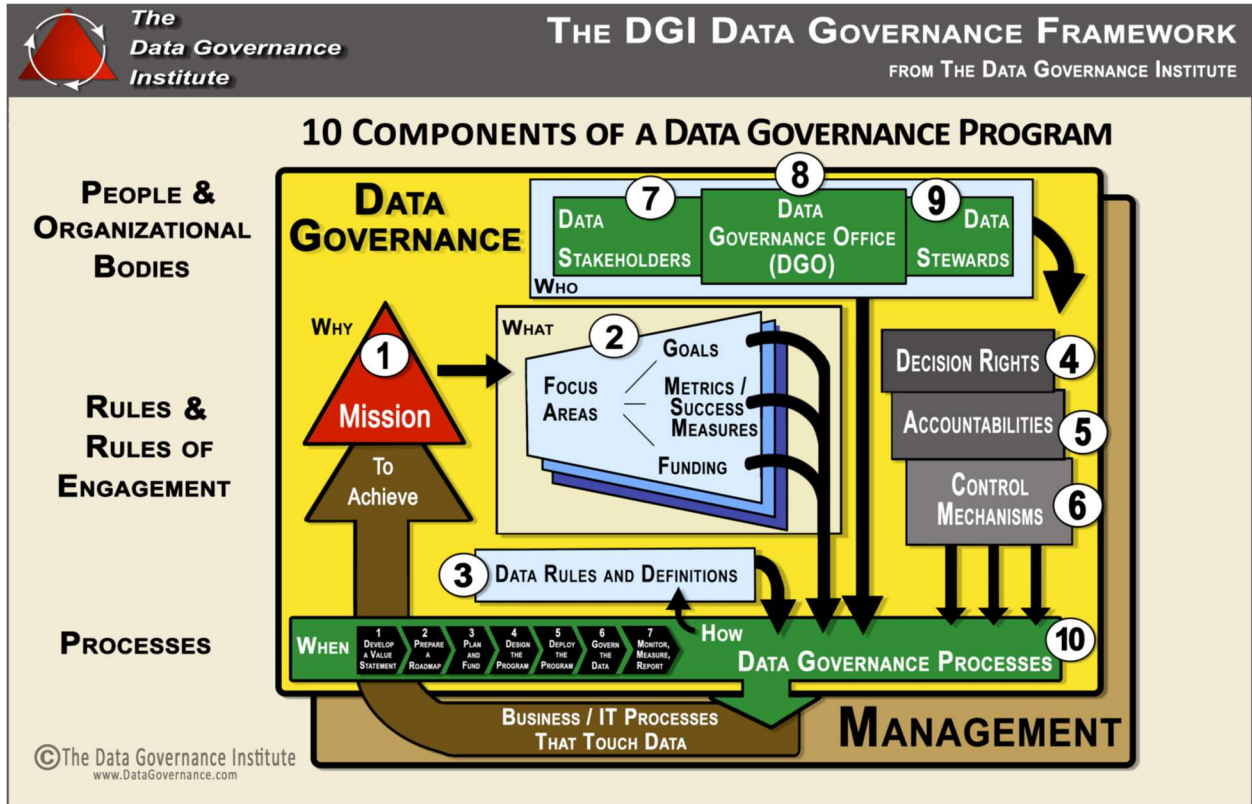 The
Data Governance
Institute
THE DGI DATA GOVERNANCE FRAMEWORK
FROM THE DATA GOVERNANCE INSTITUTE
10 COMPONENTS OF A DATA GOVERNANCE PROGRAM
PEOPLE &
ORGANIZATIONAL
BODIES
DATA
GOVERNANCE
7
DATA
STAKEHOLDERS
8
DATA
GOVERNANCE OFFICE
(DGO)
9
DATA
STEWARDS
WHO
RULES &
RULES OF
ENGAGEMENT
WHY
1
Mission
To
Achieve
WHAT
2
FOCUS
AREAS
GOALS
METRICS /
SUCCESS
MEASURES
FUNDING
DECISION RIGHTS
4
ACCOUNTABILITIES
5
CONTROL
MECHANISMS
6
3
DATA RULES AND DEFINITIONS
PROCESSES
WHEN
1
DEVELOP
A VALUE
STATEMENT
2
PREPARE
A
ROADMAP
3
PLAN
AND
FUND
4
DESIGN
THE
PROGRAM
5
DEPLOY
THE
PROGRAM
6
GOVERN
THE
DATA
7
MONITOR,
MEASURE,
REPORT
HOW
DATA GOVERNANCE PROCESSES
10
BUSINESS / IT PROCESSES
THAT TOUCH DATA
MANAGEMENT
©The Data Governance Institute
www.DataGovernance.com